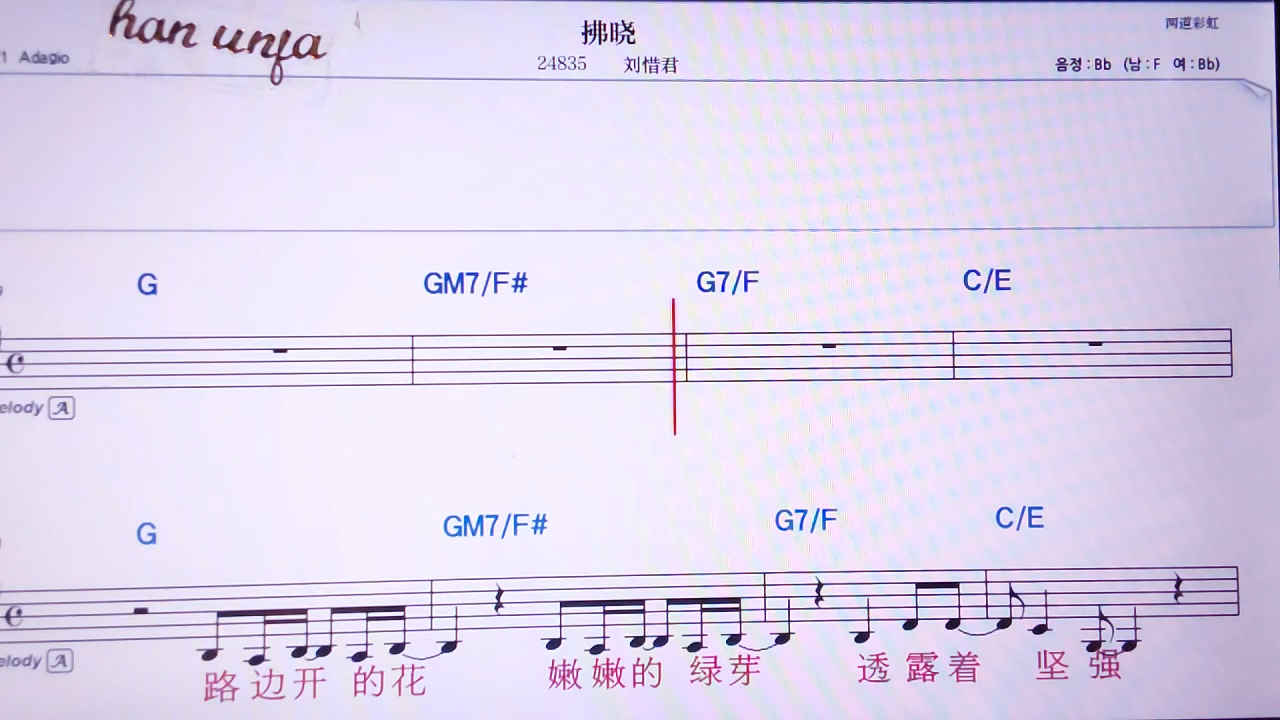 han unja
拂晓
两道彩虹
1 Adagio
24835 刘惜君
음정:Bb (남:F 여:Bb)
G GM7/F# G7/F C/E
elody A
G GM7/F# G7/F C/E
elody A
路边开的花 嫩嫩的绿芽 透露着坚强